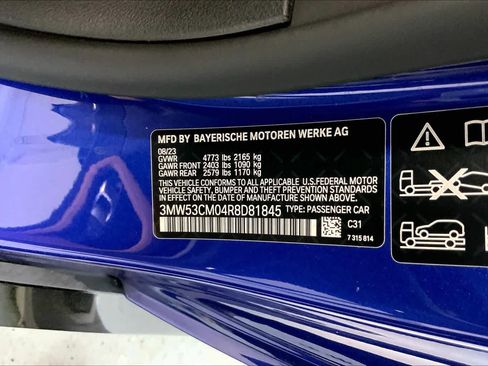 MFD BY BAYERISCHE MOTOREN WERKE AG
08/23
GVWR 4773 lbs 2165 kg
GAWR FRONT 2403 lbs 1090 kg
GAWR REAR 2579 lbs 1170 kg
THIS VEHICLE CONFORMS TO ALL APPLICABLE U.S.FEDERAL MOTOR
VEHICLE SAFETY, BUMPER AND THEFT PREVENTION STANDARDS
IN EFFECT ON THE DATE OF MANUFACTURE SHOWN ABOVE.
3MW53CM04R8D81845 TYPE: PASSENGER CAR
C31
7 315 814